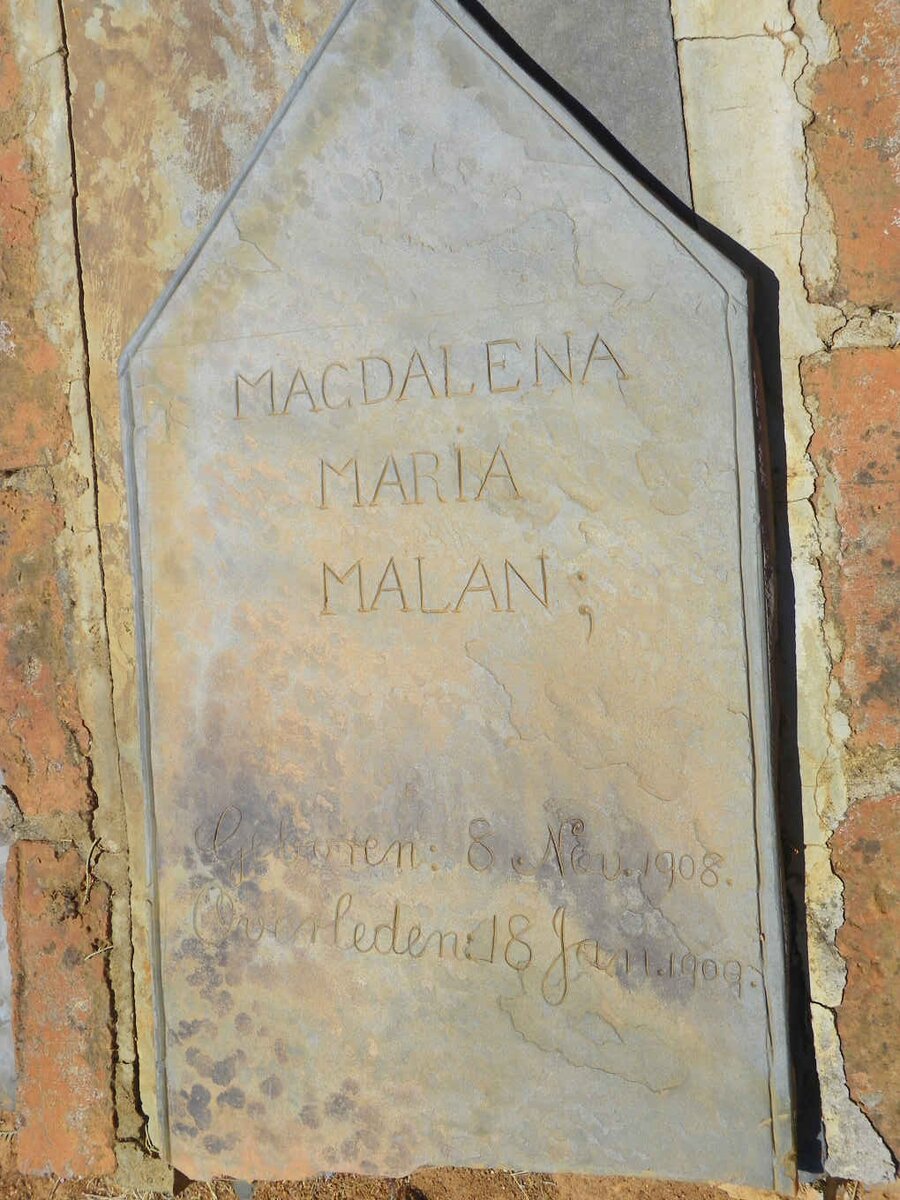 MAGDALENA
MARIA
MALAN;
Geboren: 8 Nov. 1908.
Overleden: 18 Jan. 1909.